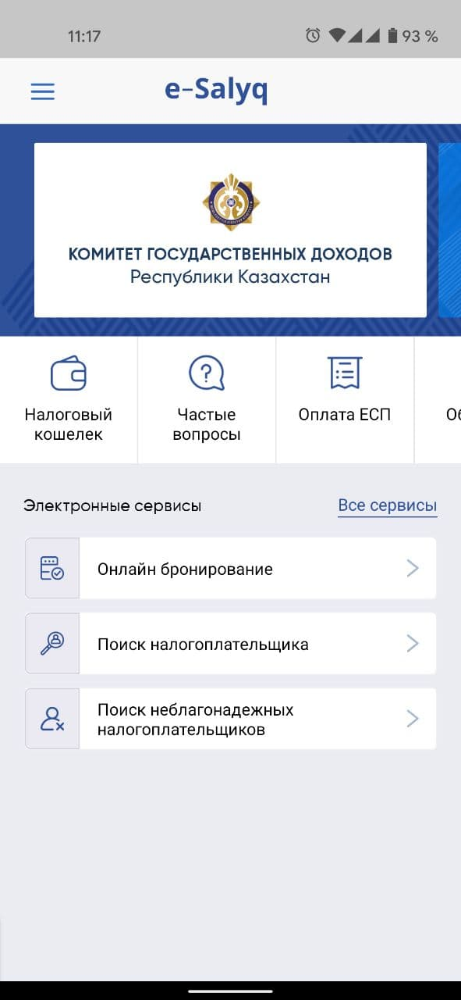 11:17
93 %
e-Salyq
КОМИТЕТ ГОСУДАРСТВЕННЫХ ДОХОДОВ
Республики Казахстан
Налоговый
кошелек
Частые
вопросы
Оплата ЕСП
Электронные сервисы
Все сервисы
Онлайн бронирование
Поиск налогоплательщика
Поиск неблагонадежных
налогоплательщиков